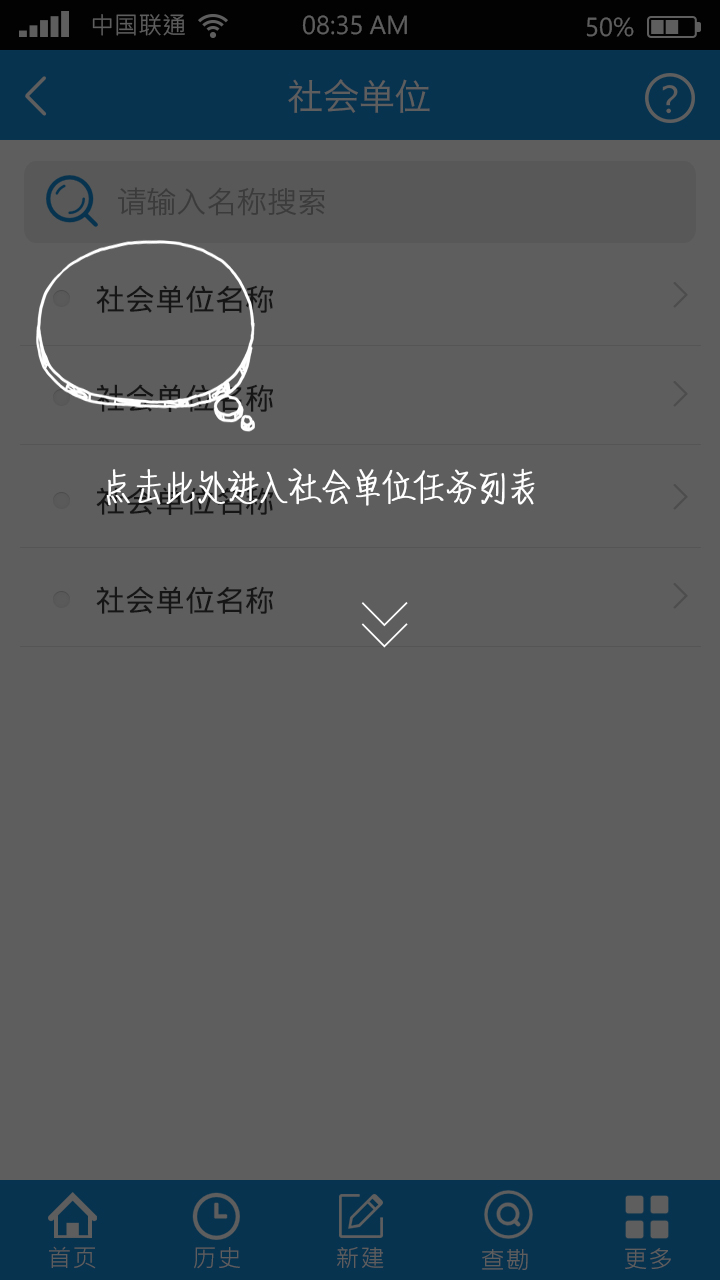 中国联通 08:35 AM 50%
社会单位
请输入名称搜索
社会单位名称
社会单位名称
点击此处进入社会单位任务列表
社会单位名称
社会单位名称
首页 历史 新建 查勘 更多